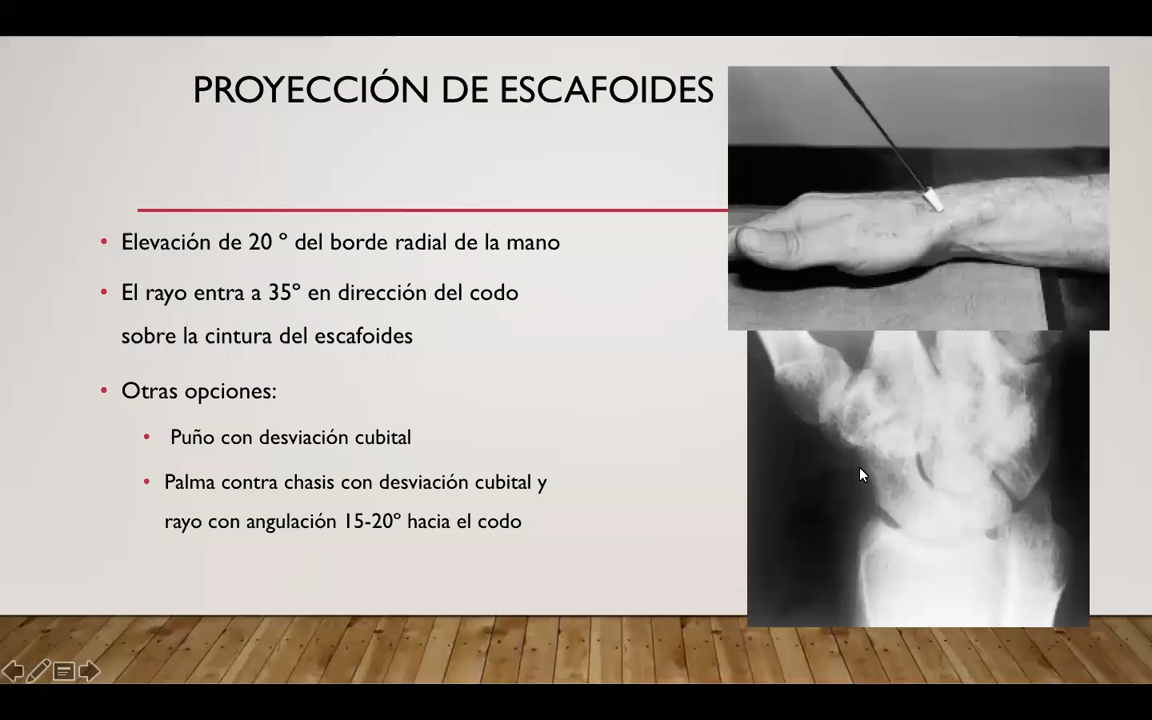 PROYECCIÓN DE ESCAFOIDES
• Elevación de 20 º del borde radial de la mano
• El rayo entra a 35º en dirección del codo
sobre la cintura del escafoides
• Otras opciones:
• Puño con desviación cubital
• Palma contra chasis con desviación cubital y
rayo con angulación 15-20º hacia el codo